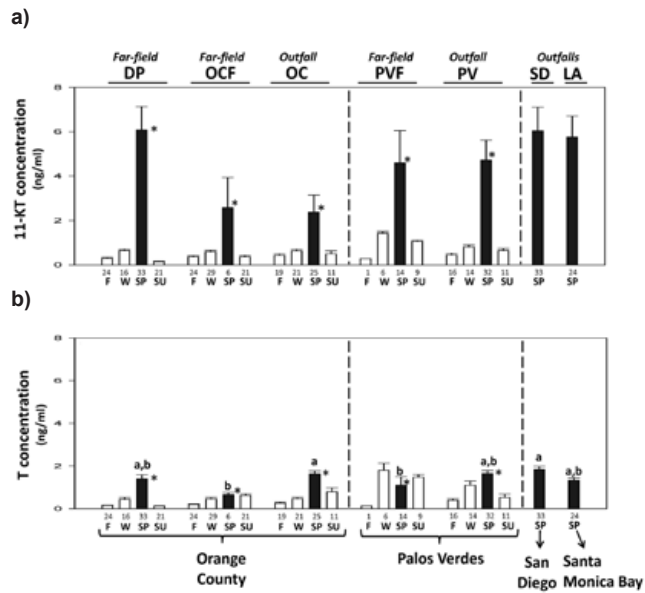 a)
Far-field Far-field Outfall Far-field Outfall Outfalls
DP OCF OC PVF PV SD LA
11-KT concentration
(ng/ml)
8
6
4
2
0
* * * * *
24 16 33 21 24 29 6 21 19 21 25 11 1 6 14 9 16 14 32 11 33 24
F W SP SU F W SP SU F W SP SU F W SP SU F W SP SU SP SP
b)
T concentration
(ng/ml)
8
6
4
2
0
a,b * b * a * b * a,b * a a,b
24 16 33 21 24 29 6 21 19 21 25 11 1 6 14 9 16 14 32 11 33 24
F W SP SU F W SP SU F W SP SU F W SP SU F W SP SU SP SP
Orange
County
Palos Verdes
San
Diego
Santa
Monica Bay